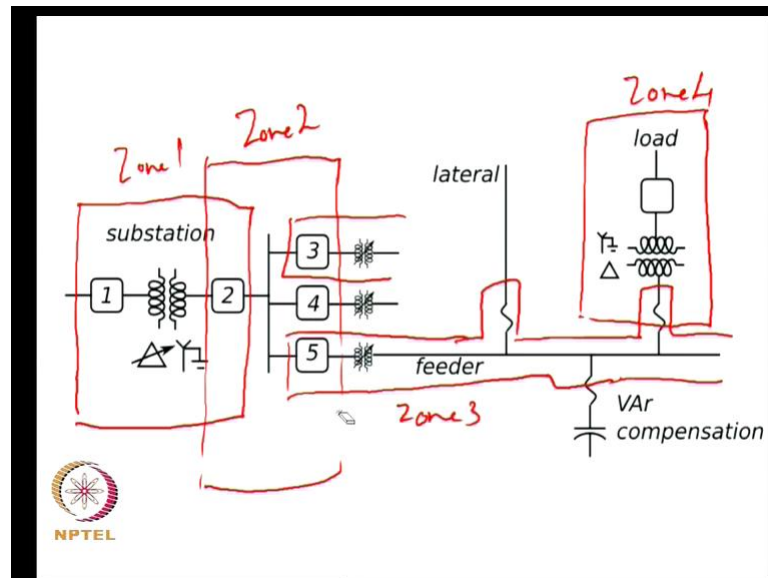 Zone 1
Zone 2
Zone 4
load
lateral
substation
3
1
2
4
5
feeder
Zone 3
VAr
compensation
NPTEL